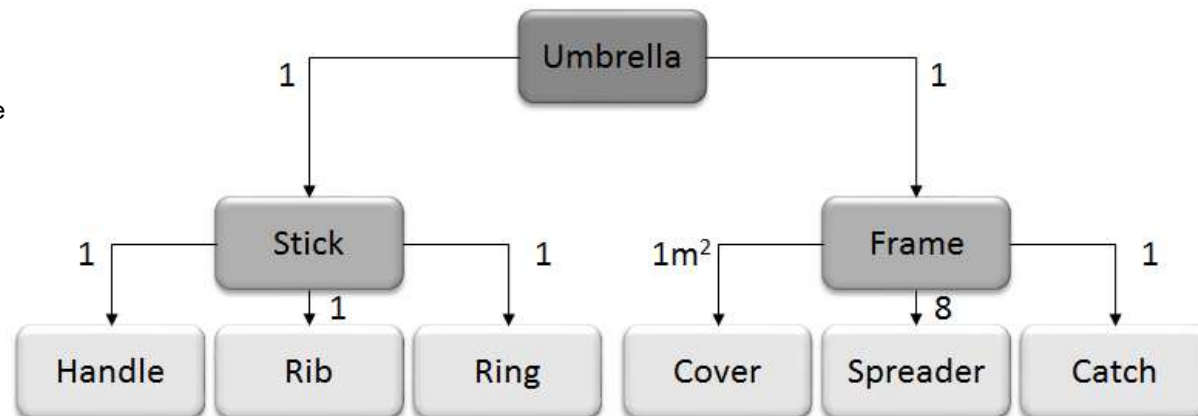 Umbrella
1 1
e
Stick Frame
1 1 1m² 1
1 8
Handle Rib Ring Cover Spreader Catch